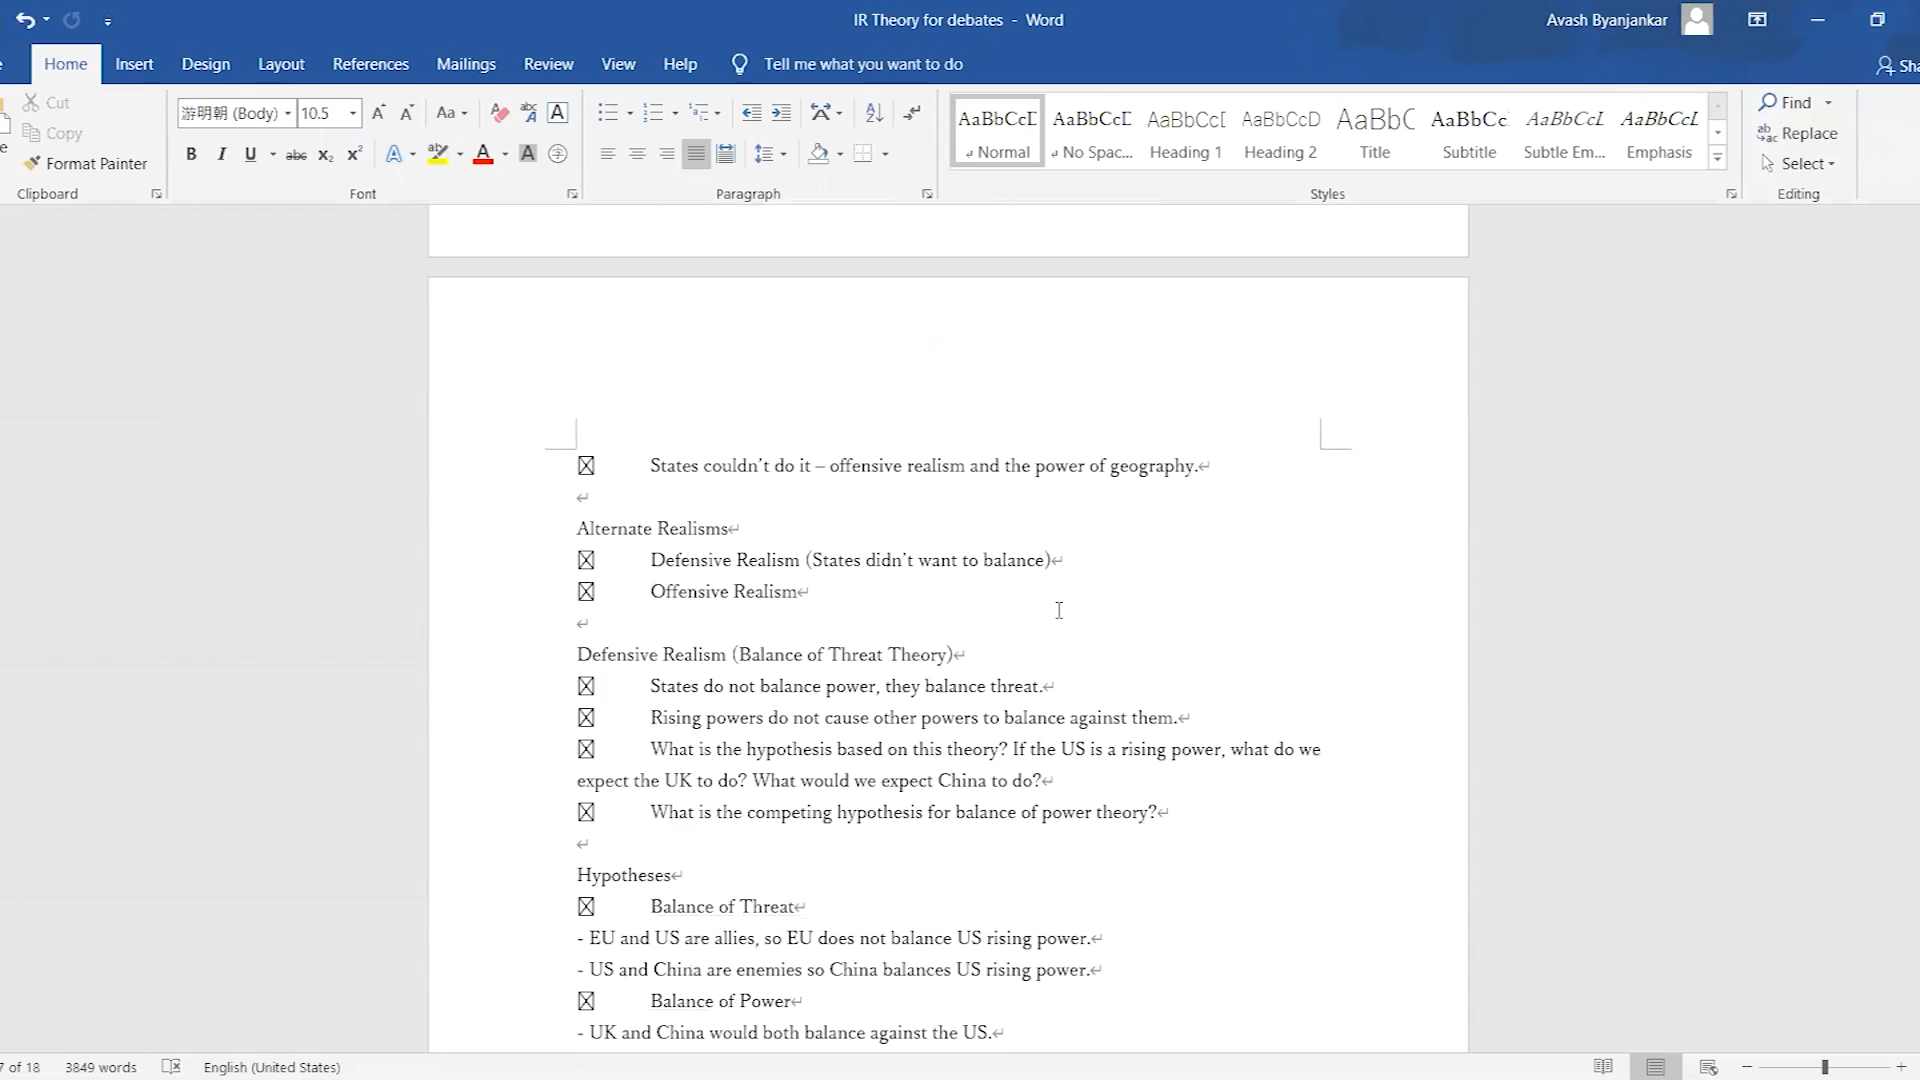 IR Theory for debates - Word
Avash Byanjankar
Home Insert Design Layout References Mailings Review View Help Tell me what you want to do
Cut
Copy
Format Painter
Clipboard
游明朝 (Body) 10.5
Font
Paragraph
AaBbCcD AaBbCcD AaBbCcD AaBbCcD AaBbC AaBbCc AaBbCcD AaBbCcD
Normal No Spac... Heading 1 Heading 2 Title Subtitle Subtle Em... Emphasis
Styles
Find
Replace
Select
Editing
States couldn't do it – offensive realism and the power of geography.
Alternate Realisms
Defensive Realism (States didn't want to balance)
Offensive Realism
Defensive Realism (Balance of Threat Theory)
States do not balance power, they balance threat.
Rising powers do not cause other powers to balance against them.
What is the hypothesis based on this theory? If the US is a rising power, what do we
expect the UK to do? What would we expect China to do?
What is the competing hypothesis for balance of power theory?
Hypotheses
Balance of Threat
- EU and US are allies, so EU does not balance US rising power.
- US and China are enemies so China balances US rising power.
Balance of Power
- UK and China would both balance against the US.
of 18 3849 words English (United States)